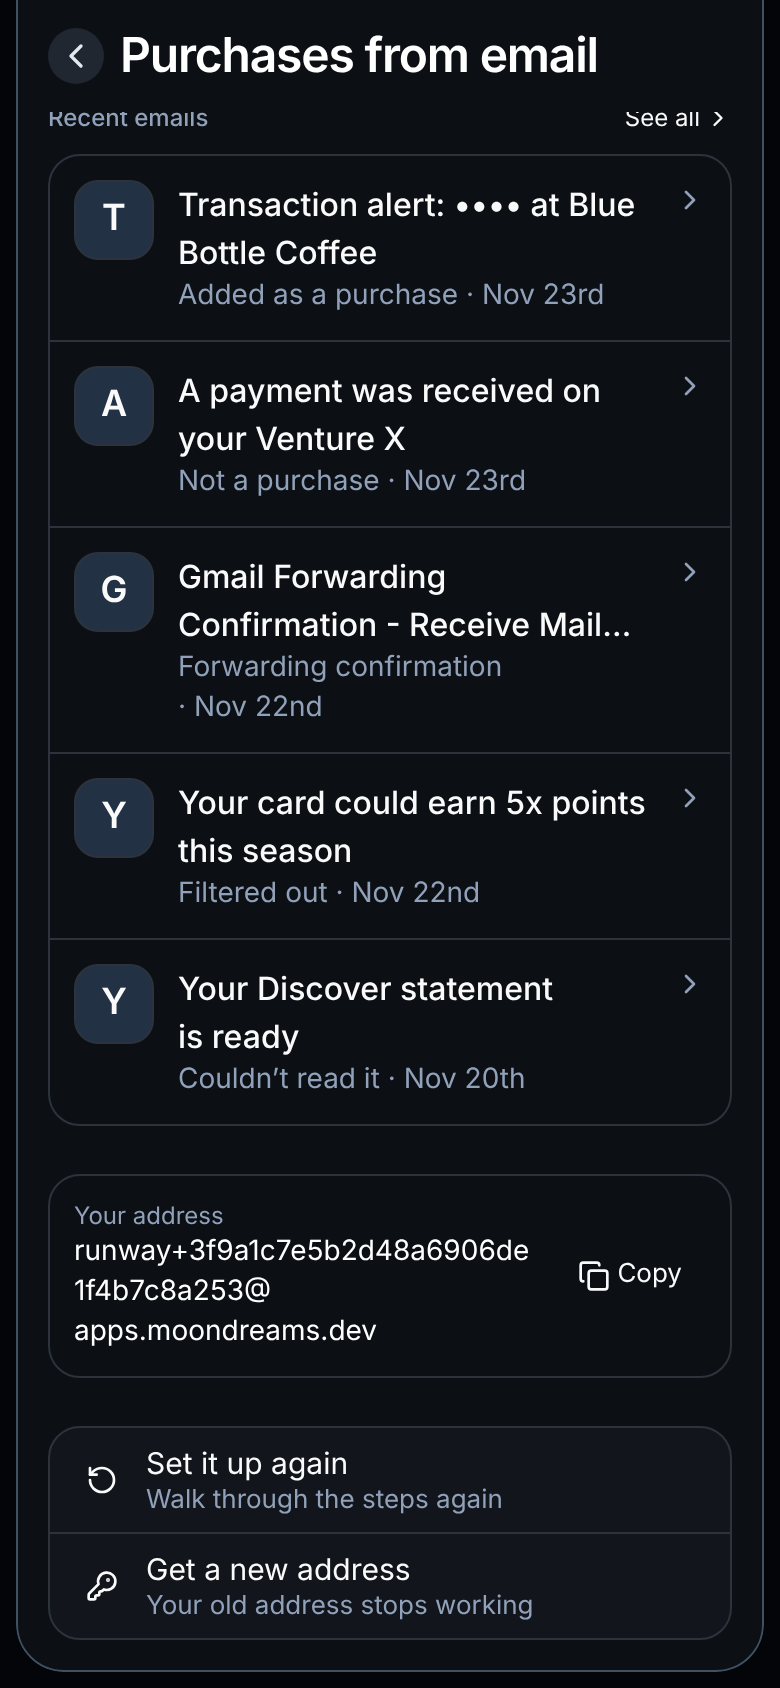 Purchases from email
Recent emails
See all
T
Transaction alert: •••• at Blue
Bottle Coffee
Added as a purchase · Nov 23rd
A
A payment was received on
your Venture X
Not a purchase · Nov 23rd
G
Gmail Forwarding
Confirmation - Receive Mail...
Forwarding confirmation
· Nov 22nd
Y
Your card could earn 5x points
this season
Filtered out · Nov 22nd
Y
Your Discover statement
is ready
Couldn’t read it · Nov 20th
Your address
runway+3f9a1c7e5b2d48a6906de
1f4b7c8a253@
apps.moondreams.dev
Copy
Set it up again
Walk through the steps again
Get a new address
Your old address stops working